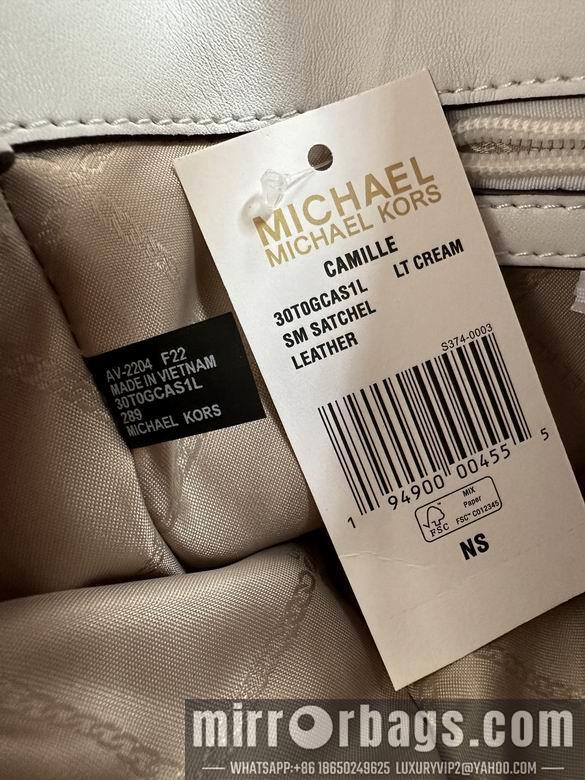 MICHAEL
MICHAEL KORS
CAMILLE
30T0GCAS1L LT CREAM
SM SATCHEL
LEATHER
S374-0003
1 94900 00455 5
FSC
MIX
Paper
FSC™ C012345
NS
AV-2204 F22
MADE IN VIETNAM
30T0GCAS1L
289
MICHAEL KORS
mirrorbags.com
WHATSAPP:+86 18650249625 LUXURYVIP2@YAHOO.COM